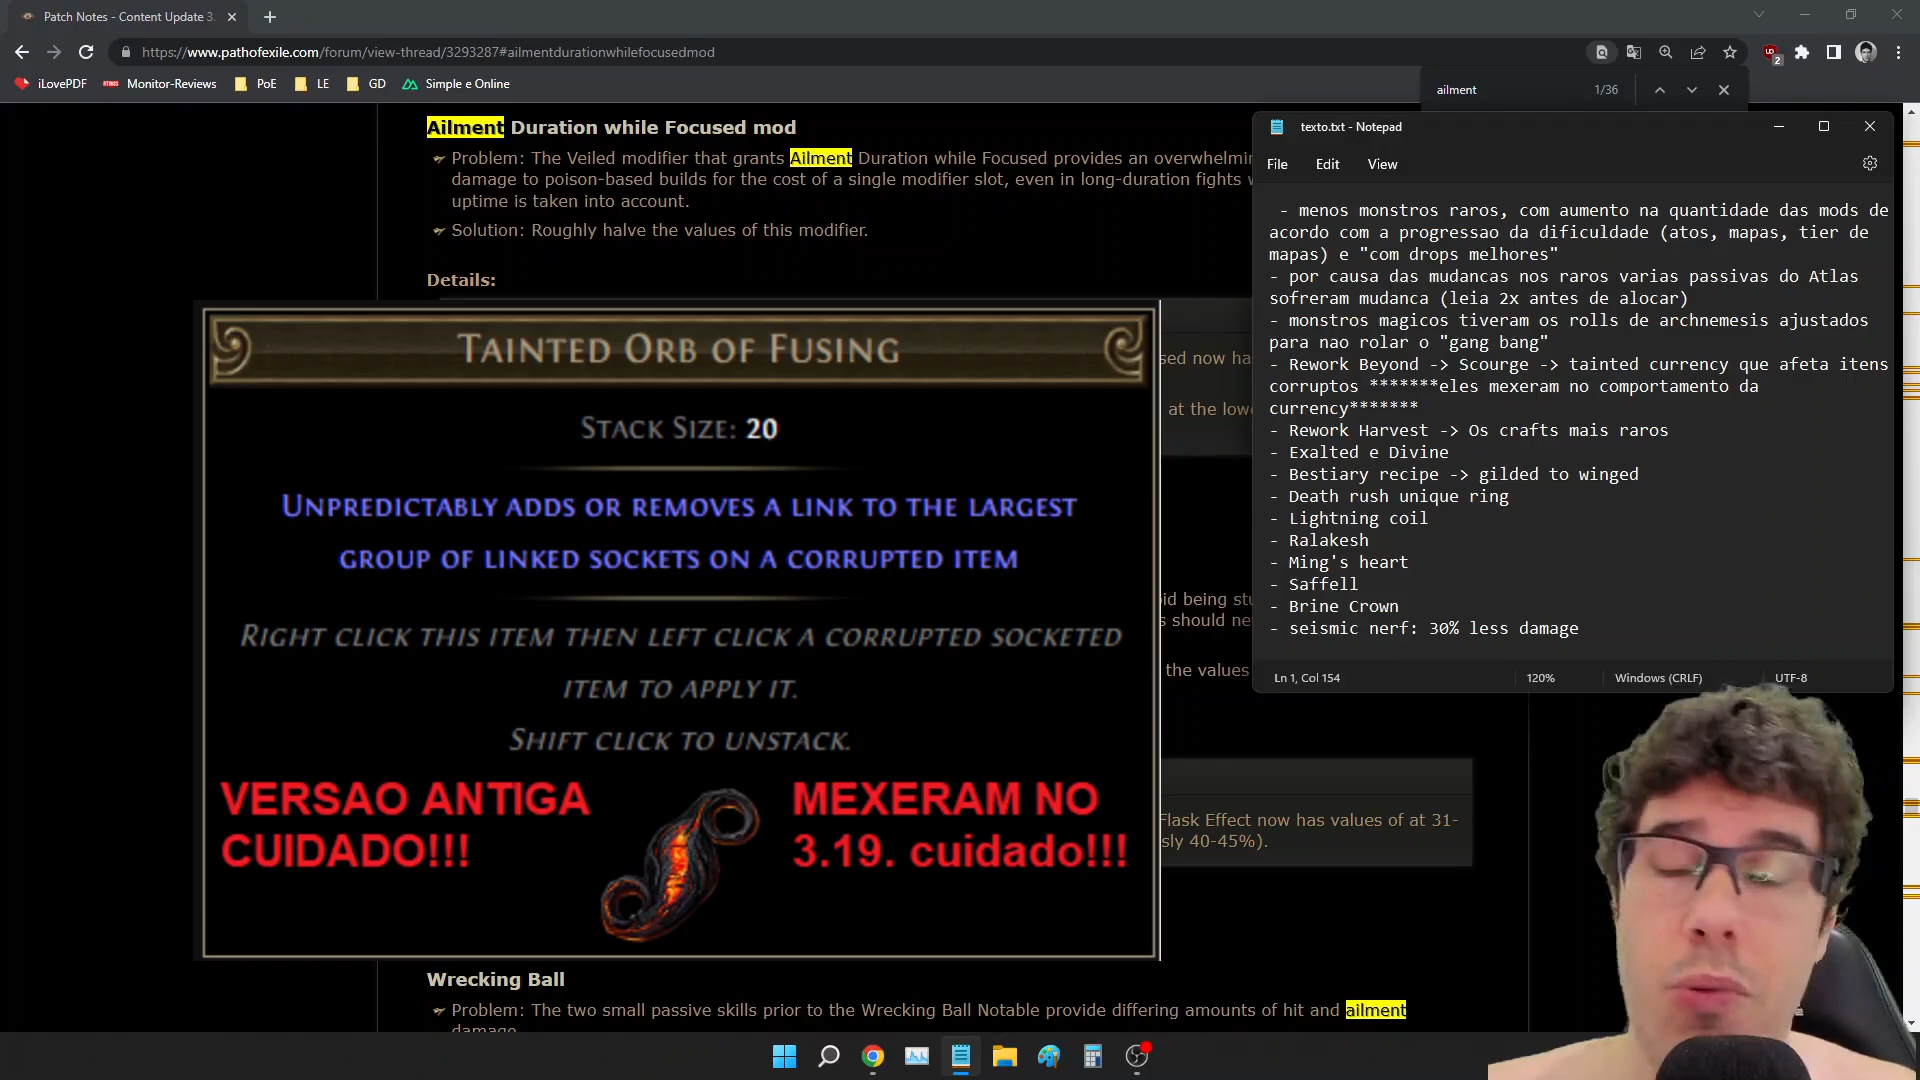 Patch Notes - Content Update 3.
https://www.pathofexile.com/forum/view-thread/3293287#ailmentdurationwhilefocusedmod
2
iLovePDF
Monitor-Reviews
PoE
LE
GD
Simple e Online
ailment
1/36
Ailment Duration while Focused mod
Problem: The Veiled modifier that grants Ailment Duration while Focused provides an
damage to poison-based builds for the cost of a single modifier slot, even in long-duration fights
uptime is taken into account.
Solution: Roughly halve the values of this modifier.
Details:
now
at the
TAINTED ORB OF FUSING
STACK SIZE: 20
UNPREDICTABLY ADDS OR REMOVES A LINK TO THE LARGEST
GROUP OF LINKED SOCKETS ON A CORRUPTED ITEM
RIGHT CLICK THIS ITEM THEN LEFT CLICK A CORRUPTED SOCKETED
ITEM TO APPLY IT.
SHIFT CLICK TO UNSTACK.
VERSAO ANTIGA
CUIDADO!!!
MEXERAM NO
3.19. cuidado!!!
being
should
the values
Flask Effect now has values of at 31-
40-45%).
Wrecking Ball
Problem: The two small passive skills prior to the Wrecking Ball Notable provide differing amounts of hit and ailment
damage
texto.txt - Notepad
File
Edit
View
- menos monstros raros, com aumento na quantidade das mods de
acordo com a progressao da dificuldade (atos, mapas, tier de
mapas) e "com drops melhores"
- por causa das mudancas nos raros varias passivas do Atlas
sofreram mudanca (leia 2x antes de alocar)
- monstros magicos tiveram os rolls de archnemesis ajustados
para nao rolar o "gang bang"
- Rework Beyond -> Scourge -> tainted currency que afeta itens
corruptos *******eles mexeram no comportamento da
currency*******
- Rework Harvest -> Os crafts mais raros
- Exalted e Divine
- Bestiary recipe -> gilded to winged
- Death rush unique ring
- Lightning coil
- Ralakesh
- Ming's heart
- Saffell
- Brine Crown
- seismic nerf: 30% less damage
Ln 1, Col 154
120%
Windows (CRLF)
UTF-8